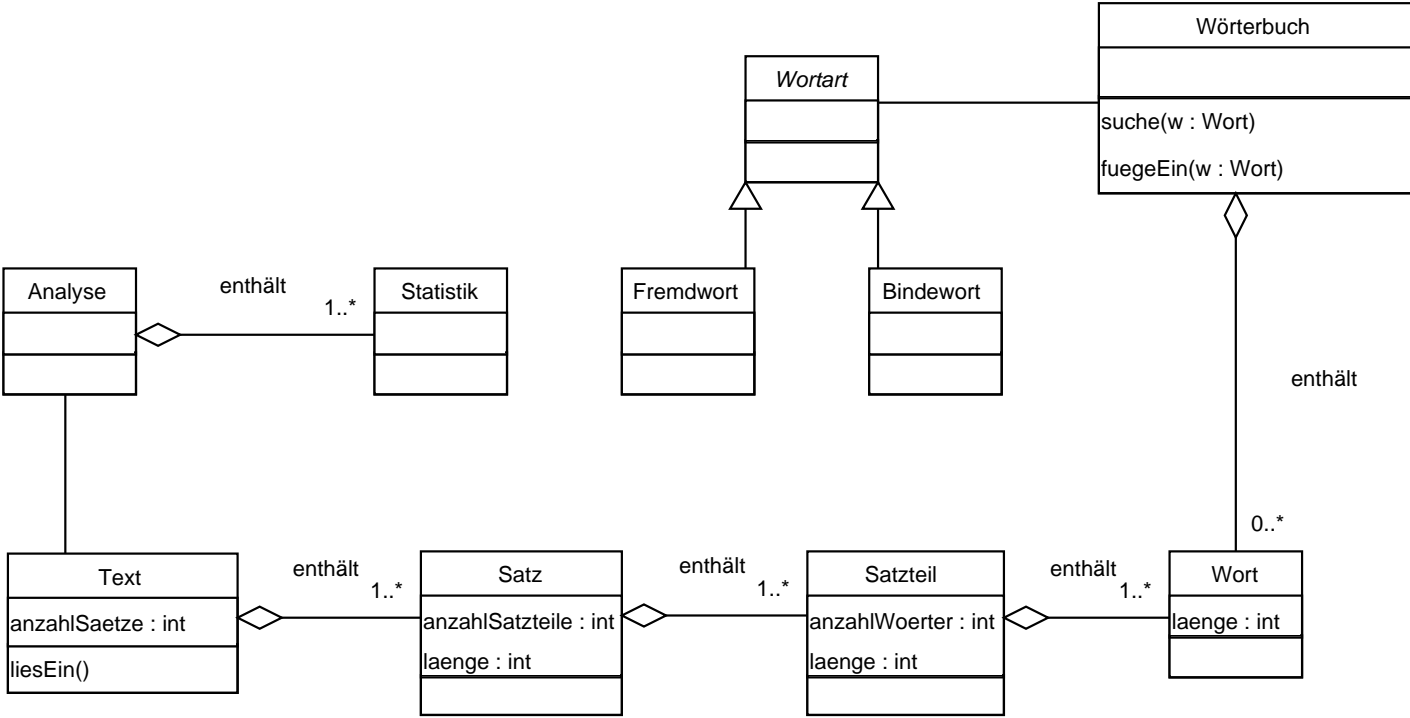 Wörterbuch
suche(w : Wort)
fuegeEin(w : Wort)
Wortart
Analyse
enthält
1..*
Statistik
Fremdwort
Bindewort
enthält
0..*
Text
anzahlSaetze : int
liesEin()
enthält
1..*
Satz
anzahlSatzteile : int
laenge : int
enthält
1..*
Satzteil
anzahlWoerter : int
laenge : int
enthält
1..*
Wort
laenge : int